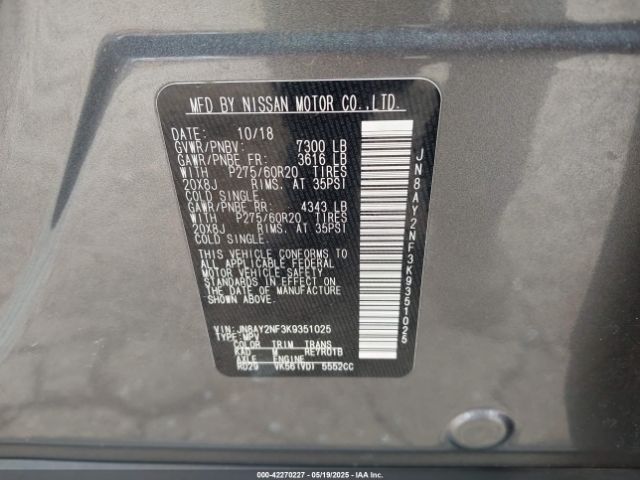 MFD BY NISSAN MOTOR CO.,LTD.
DATE: 10/18
GVWR/PNBV: 7300 LB
GAWR/PNBE FR: 3616 LB
WITH P275/60R20 TIRES
20X8J RIMS. AT 35PSI
COLD SINGLE.
GAWR/PNBE RR: 4343 LB
WITH P275/60R20 TIRES
20X8J RIMS. AT 35PSI
COLD SINGLE.
THIS VEHICLE CONFORMS TO
ALL APPLICABLE FEDERAL
MOTOR VEHICLE SAFETY
STANDARDS IN EFFECT ON
THE DATE OF MANUFACTURE
SHOWN ABOVE.
VIN: JN8AY2NF3K9351025
TYPE: MPV
COLOR TRIM TRANS
KAD M RE7R01B
AXLE ENGINE
RD29 VK56(VD) 5552CC
JN8AY2NF3K9351025
000-42270227 - 05/19/2025 - IAA Inc.